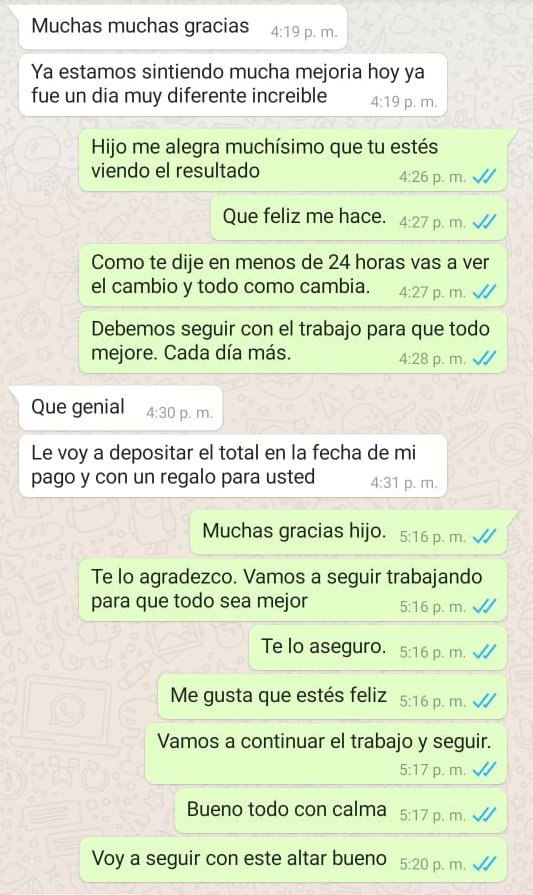 Muchas muchas gracias 4:19 p. m.
Ya estamos sintiendo mucha mejoria hoy ya
fue un dia muy diferente increible 4:19 p. m.
Hijo me alegra muchísimo que tu estés
viendo el resultado 4:26 p. m.
Que feliz me hace. 4:27 p. m.
Como te dije en menos de 24 horas vas a ver
el cambio y todo como cambia. 4:27 p. m.
Debemos seguir con el trabajo para que todo
mejore. Cada día más. 4:28 p. m.
Que genial 4:30 p. m.
Le voy a depositar el total en la fecha de mi
pago y con un regalo para usted 4:31 p. m.
Muchas gracias hijo. 5:16 p. m.
Te lo agradezco. Vamos a seguir trabajando
para que todo sea mejor 5:16 p. m.
Te lo aseguro. 5:16 p. m.
Me gusta que estés feliz 5:16 p. m.
Vamos a continuar el trabajo y seguir.
5:17 p. m.
Bueno todo con calma 5:17 p. m.
Voy a seguir con este altar bueno 5:20 p. m.